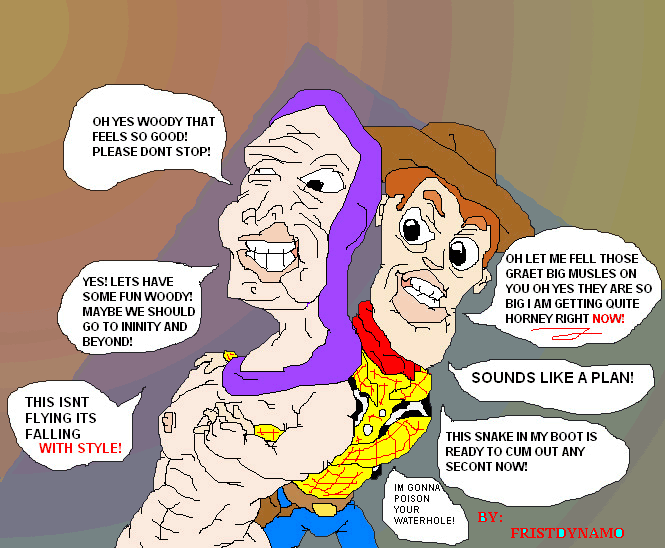 OH YES WOODY THAT
FEELS SO GOOD!
PLEASE DONT STOP!
OH LET ME FELL THOSE
GRAET BIG MUSLES ON
YOU OH YES THEY ARE SO
BIG I AM GETTING QUITE
HORNEY RIGHT NOW!
YES! LETS HAVE
SOME FUN WOODY!
MAYBE WE SHOULD
GO TO ININITY AND
BEYOND!
SOUNDS LIKE A PLAN!
THIS ISNT
FLYING ITS
FALLING
WITH STYLE!
THIS SNAKE IN MY BOOT IS
READY TO CUM OUT ANY
SECONT NOW!
IM GONNA
POISON
YOUR
WATERHOLE!
BY:
FRISTDYNAMO